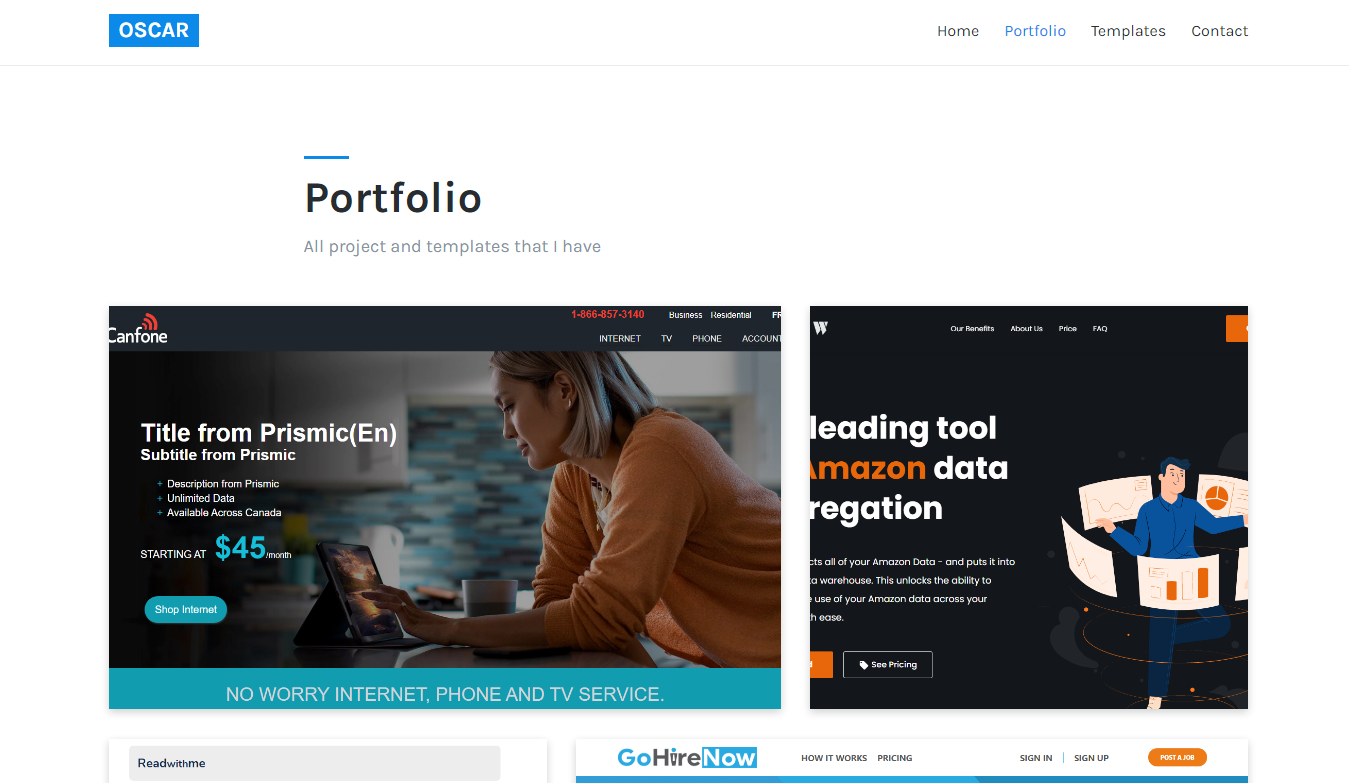 OSCAR
Home Portfolio Templates Contact
Portfolio
All project and templates that I have
Canfone
1-866-857-3140 Business Residential FR
INTERNET TV PHONE ACCOUNT
Title from Prismic(En)
Subtitle from Prismic
+ Description from Prismic
+ Unlimited Data
+ Available Across Canada
STARTING AT $45/month
Shop Internet
NO WORRY INTERNET, PHONE AND TV SERVICE.
W
Our Benefits About Us Price FAQ
leading tool
Amazon data
regation
cts all of your Amazon Data - and puts it into
ta warehouse. This unlocks the ability to
e use of your Amazon data across your
h ease.
See Pricing
Readwithme
GoHireNow
HOW IT WORKS PRICING
SIGN IN SIGN UP
POST A JOB